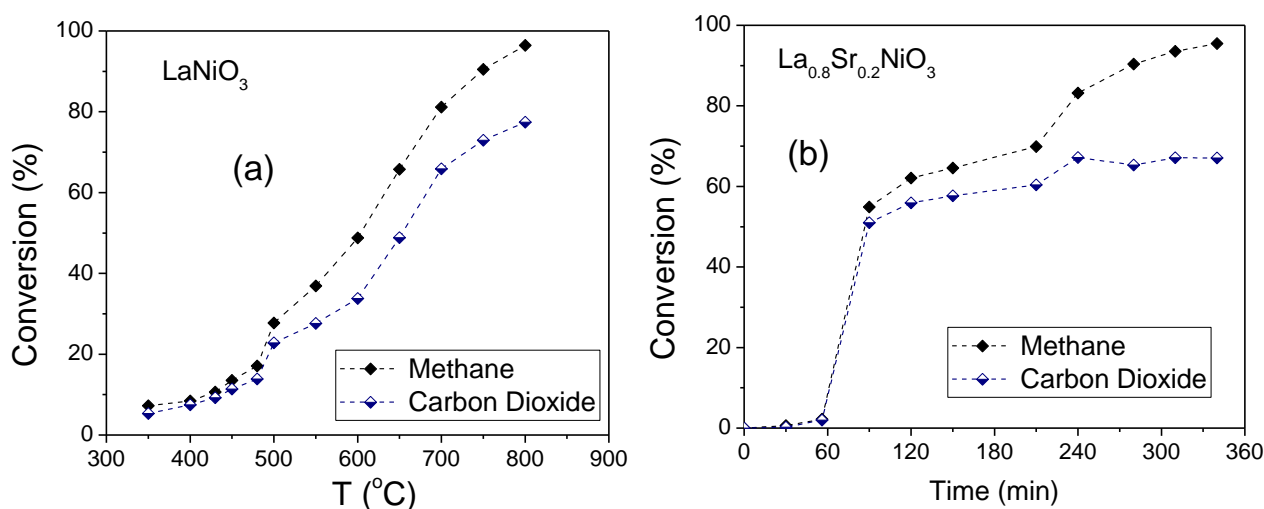 100
80
60
40
20
0
Conversion (%)
LaNiO3
(a)
Methane
Carbon Dioxide
300 400 500 600 700 800 900
T (oC)
100
80
60
40
20
0
Conversion (%)
La0.8Sr0.2NiO3
(b)
Methane
Carbon Dioxide
0 60 120 180 240 300 360
Time (min)